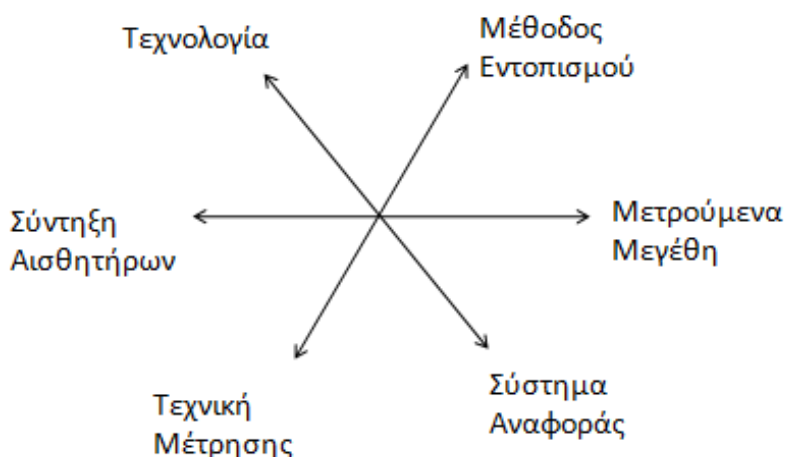 Τεχνολογία
Μέθοδος
Εντοπισμού
Σύντηξη
Αισθητήρων
Μετρούμενα
Μεγέθη
Τεχνική
Μέτρησης
Σύστημα
Αναφοράς